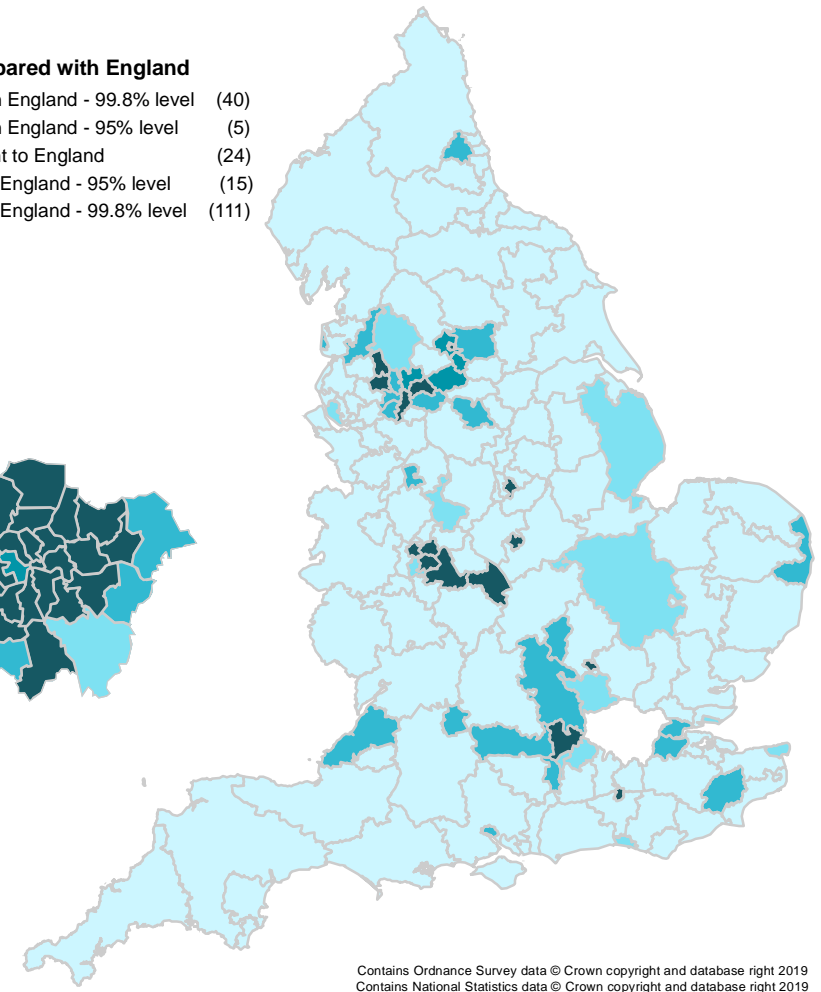 pared with England
England - 99.8% level (40)
England - 95% level (5)
t to England (24)
England - 95% level (15)
England - 99.8% level (111)
Contains Ordnance Survey data © Crown copyright and database right 2019
Contains National Statistics data © Crown copyright and database right 2019